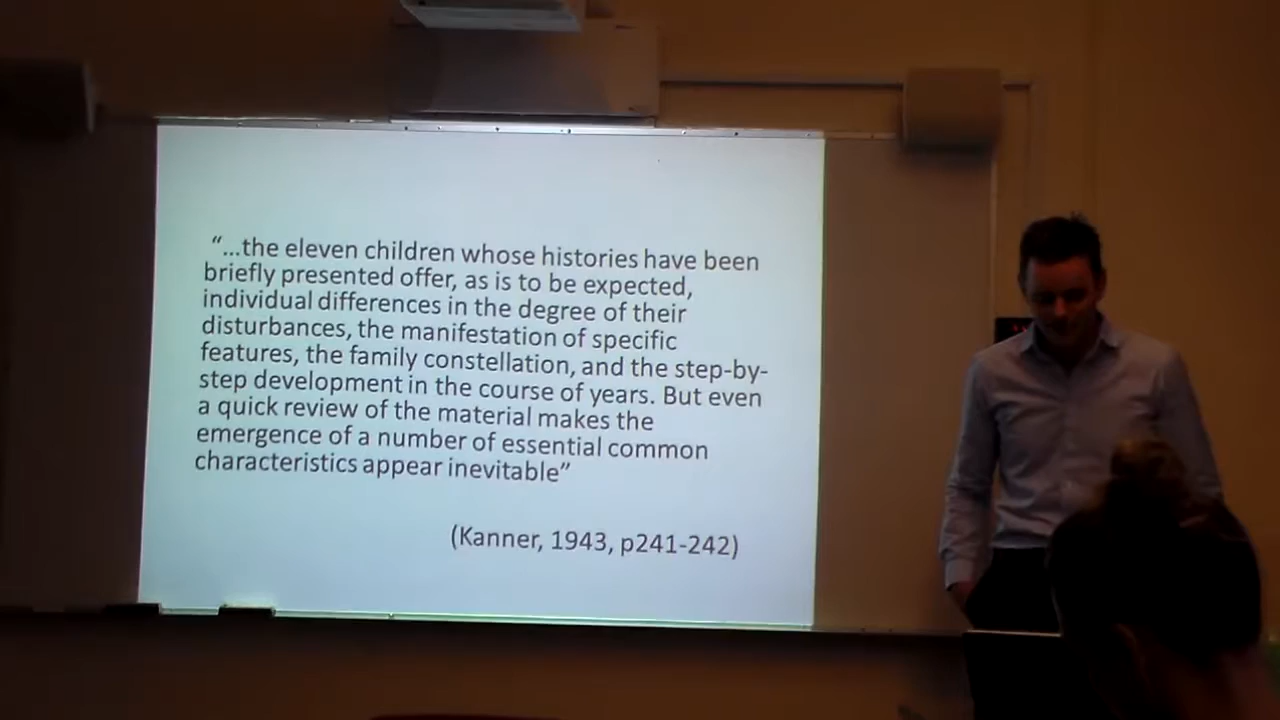 “...the eleven children whose histories have been
briefly presented offer, as is to be expected,
individual differences in the degree of their
disturbances, the manifestation of specific
features, the family constellation, and the step-by-
step development in the course of years. But even
a quick review of the material makes the
emergence of a number of essential common
characteristics appear inevitable”
(Kanner, 1943, p241-242)